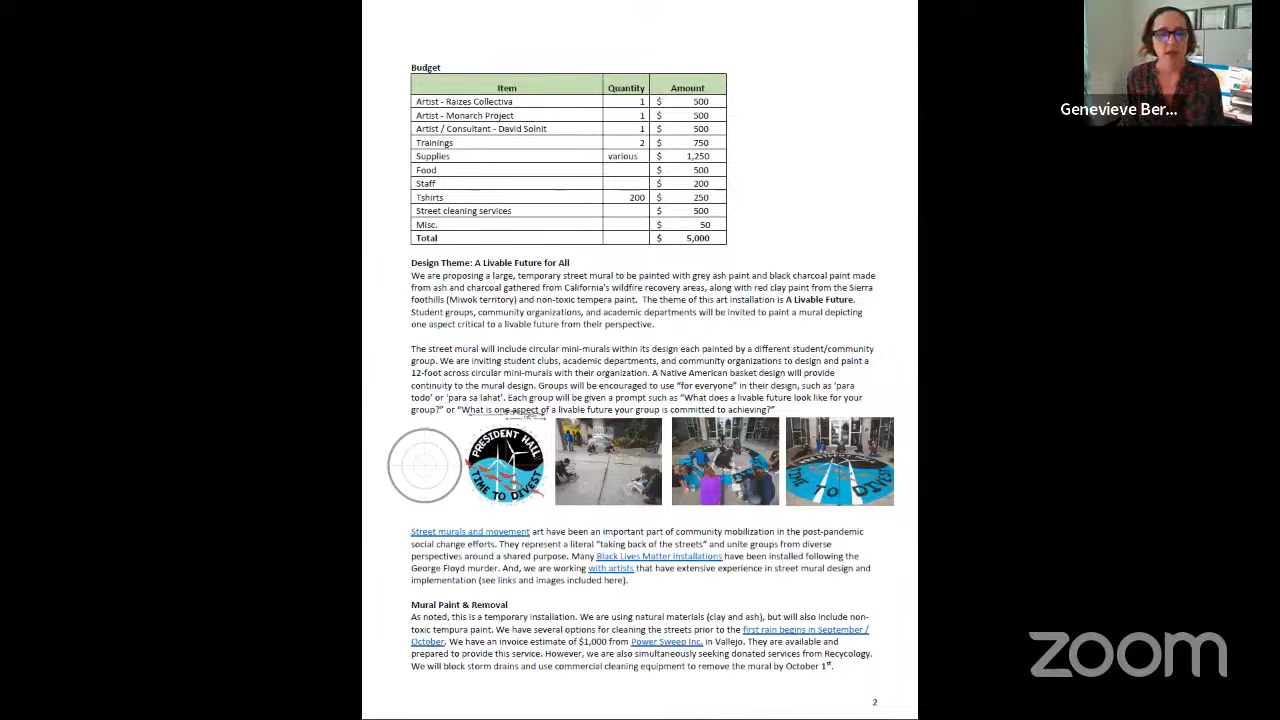 Genevieve Ber...
Budget
Item Quantity Amount
Artist - Raizes Collectiva 1 $ 500
Artist - Monarch Project 1 $ 500
Artist / Consultant - David Solnit 1 $ 500
Trainings 2 $ 750
Supplies various $ 1,250
Food $ 500
Staff $ 200
Tshirts 200 $ 250
Street cleaning services $ 500
Misc. $ 50
Total $ 5,000
Design Theme: A Livable Future for All
We are proposing a large, temporary street mural to be painted with grey ash paint and black charcoal paint made
from ash and charcoal gathered from California's wildfire recovery areas, along with red clay paint from the Sierra
foothills (Miwok territory) and non-toxic tempera paint. The theme of this art installation is A Livable Future.
Student groups, community organizations, and academic departments will be invited to paint a mural depicting
one aspect critical to a livable future from their perspective.
The street mural will include circular mini-murals within its design each painted by a different student/community
group. We are inviting student clubs, academic departments, and community organizations to design and paint a
12-foot across circular mini-murals with their organization. A Native American basket design will provide
continuity to the mural design. Groups will be encouraged to use "for everyone" in their design, such as 'para
todo' or 'para sa lahat'. Each group will be given a prompt such as "What does a livable future look like for your
group?" or "What is one aspect of a livable future your group is committed to achieving?"
PRESIDENT HALL
TIME TO DIVEST
TIME TO DIVEST
Street murals and movement art have been an important part of community mobilization in the post-pandemic
social change efforts. They represent a literal "taking back of the streets" and unite groups from diverse
perspectives around a shared purpose. Many Black Lives Matter installations have been installed following the
George Floyd murder. And, we are working with artists that have extensive experience in street mural design and
implementation (see links and images included here).
Mural Paint & Removal
As noted, this is a temporary installation. We are using natural materials (clay and ash), but will also include non-
toxic tempura paint. We have several options for cleaning the streets prior to the first rain begins in September /
October. We have an invoice estimate of $1,000 from Power Sweep Inc. in Vallejo. They are available and
prepared to provide this service. However, we are also simultaneously seeking donated services from Recycology.
We will block storm drains and use commercial cleaning equipment to remove the mural by October 1st.
2
zoom